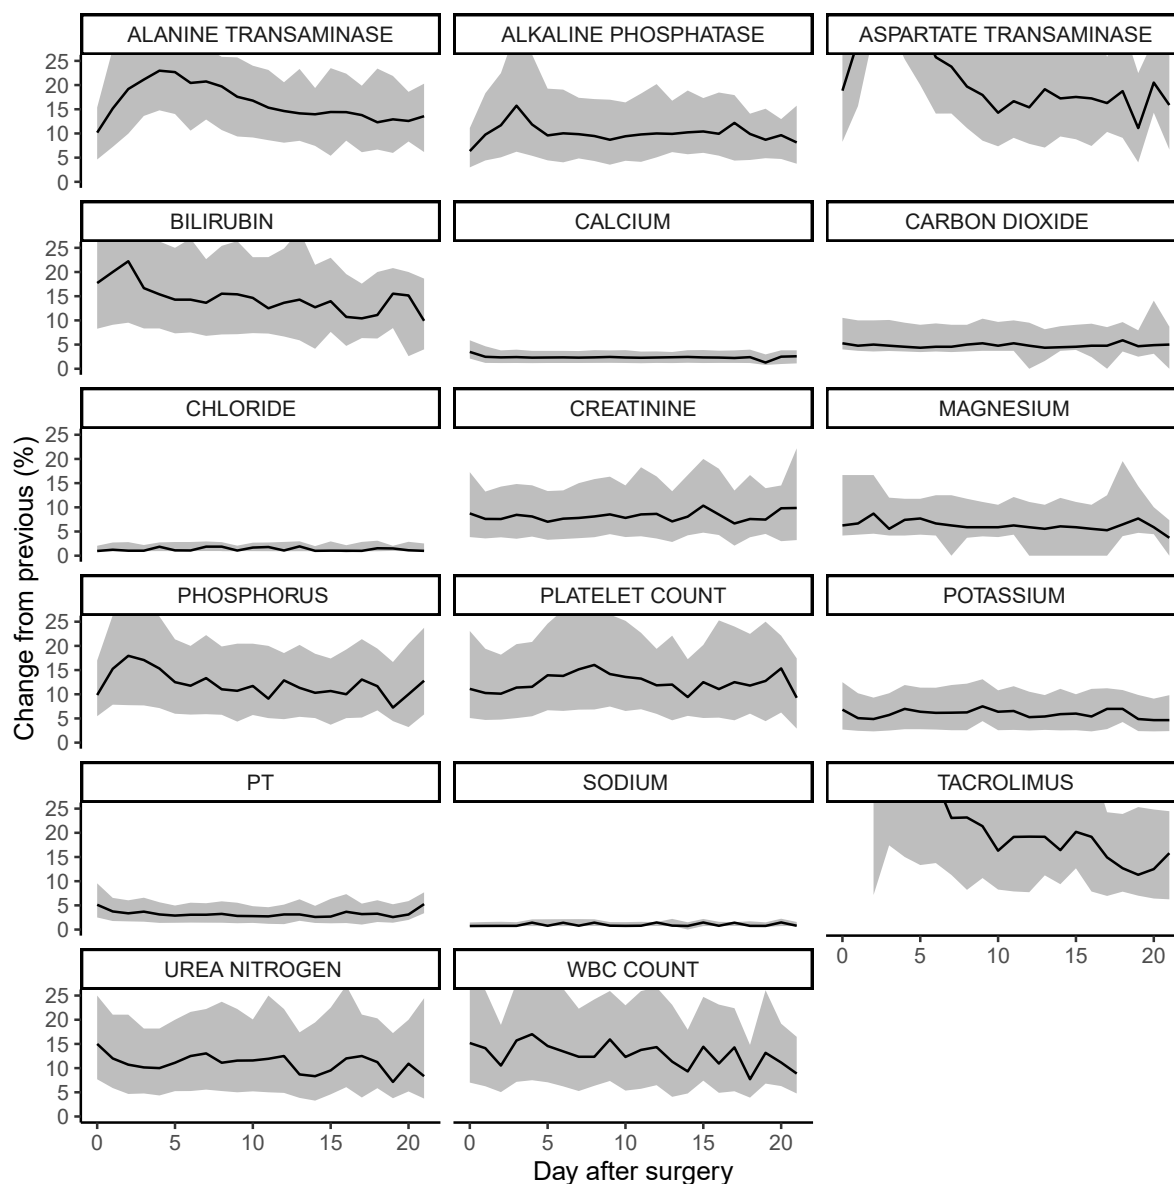 ALANINE TRANSAMINASE
ALKALINE PHOSPHATASE
ASPARTATE TRANSAMINASE
25
20
15
10
5
0
BILIRUBIN
CALCIUM
CARBON DIOXIDE
25
20
15
10
5
0
CHLORIDE
CREATININE
MAGNESIUM
25
20
15
10
5
0
Change from previous (%)
PHOSPHORUS
PLATELET COUNT
POTASSIUM
25
20
15
10
5
0
PT
SODIUM
TACROLIMUS
25
20
15
10
5
0
0 5 10 15 20
UREA NITROGEN
WBC COUNT
25
20
15
10
5
0
0 5 10 15 20
0 5 10 15 20
Day after surgery